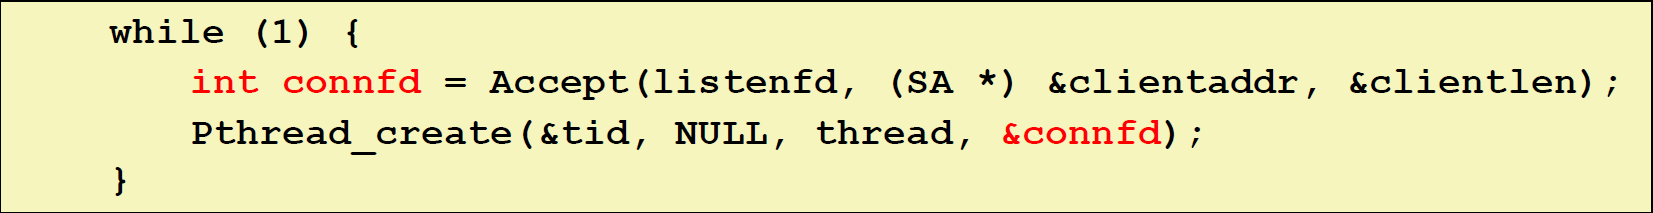 while (1) {
int connfd = Accept(listenfd, (SA *) &clientaddr, &clientlen);
Pthread_create(&tid, NULL, thread, &connfd);
}